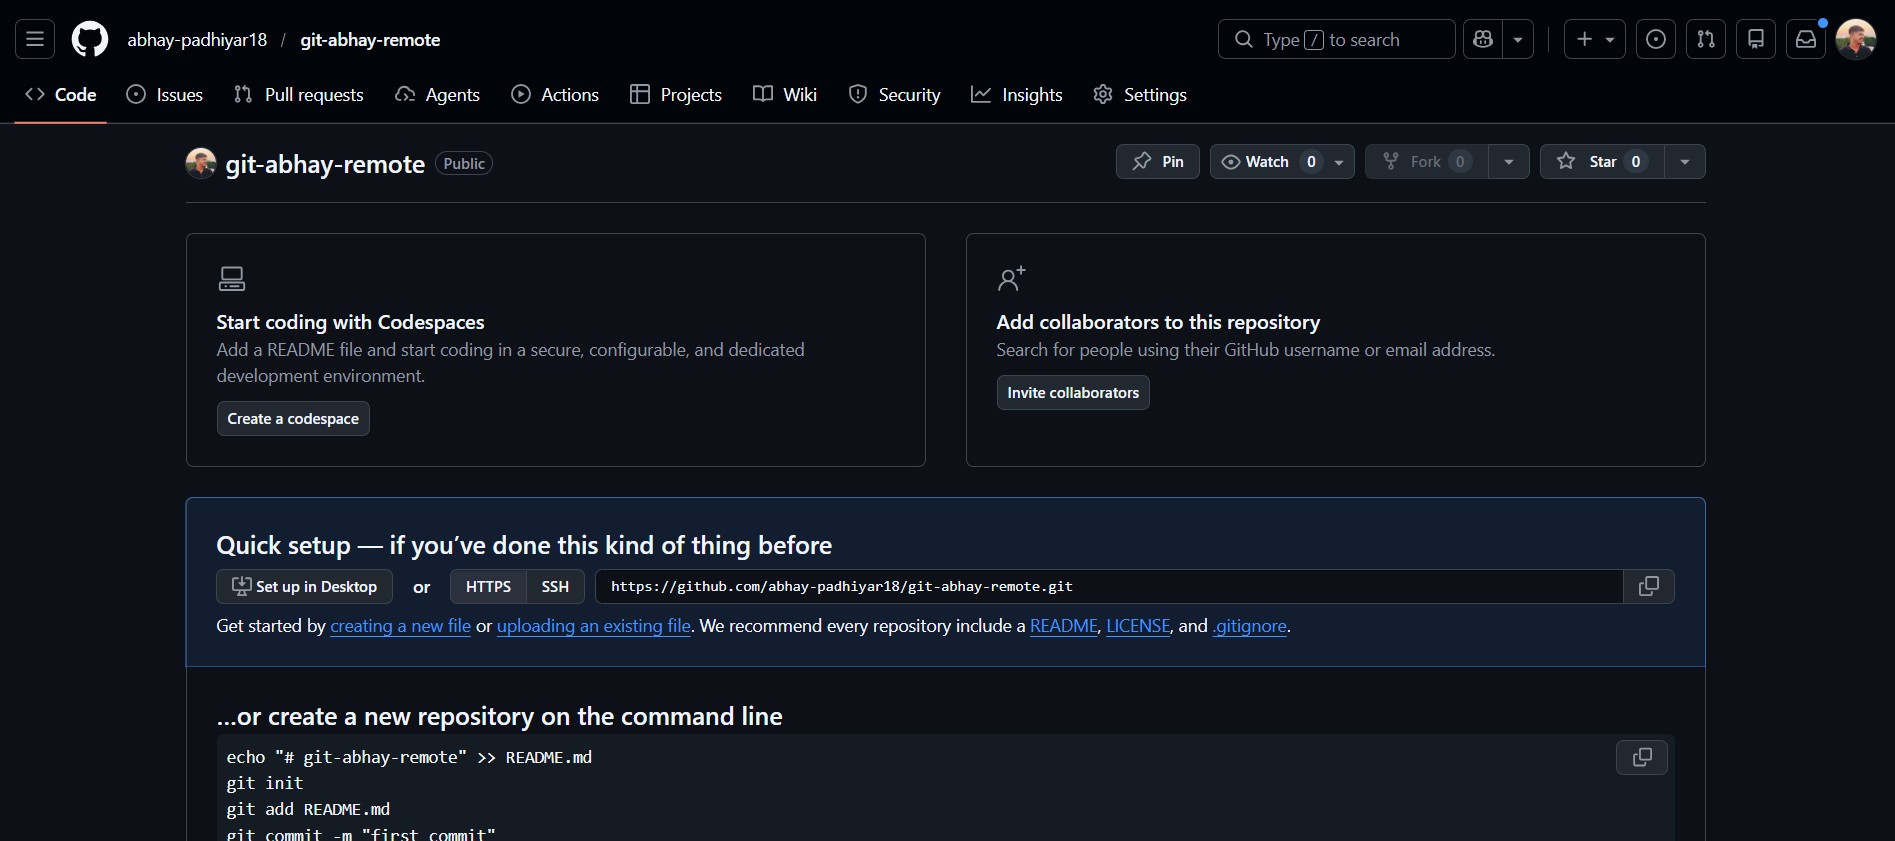 abhay-padhiyar18 / git-abhay-remote
Type / to search
Code Issues Pull requests Agents Actions Projects Wiki Security Insights Settings
git-abhay-remote Public
Pin Watch 0 Fork 0 Star 0
Start coding with Codespaces
Add a README file and start coding in a secure, configurable, and dedicated
development environment.
Create a codespace
Add collaborators to this repository
Search for people using their GitHub username or email address.
Invite collaborators
Quick setup — if you’ve done this kind of thing before
Set up in Desktop or HTTPS SSH https://github.com/abhay-padhiyar18/git-abhay-remote.git
Get started by creating a new file or uploading an existing file. We recommend every repository include a README, LICENSE, and .gitignore.
…or create a new repository on the command line
echo "# git-abhay-remote" >> README.md
git init
git add README.md
git commit -m "first commit"